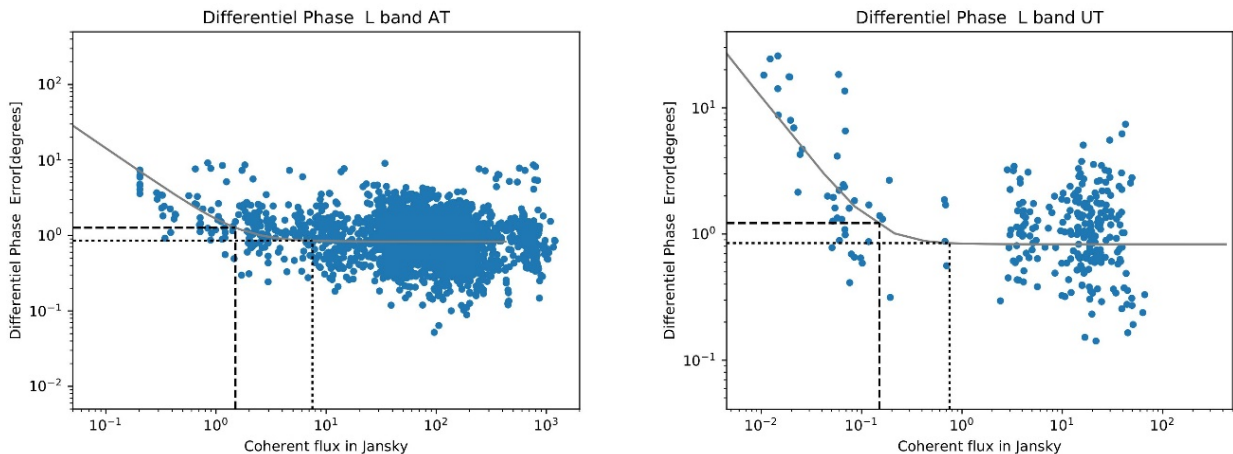 Differentiel Phase L band AT
Differentiel Phase Error[degrees]
10²
10¹
10⁰
10⁻¹
10⁻²
10⁻¹ 10⁰ 10¹ 10² 10³
Coherent flux in Jansky
Differentiel Phase L band UT
Differentiel Phase Error[degrees]
10¹
10⁰
10⁻¹
10⁻² 10⁻¹ 10⁰ 10¹ 10²
Coherent flux in Jansky